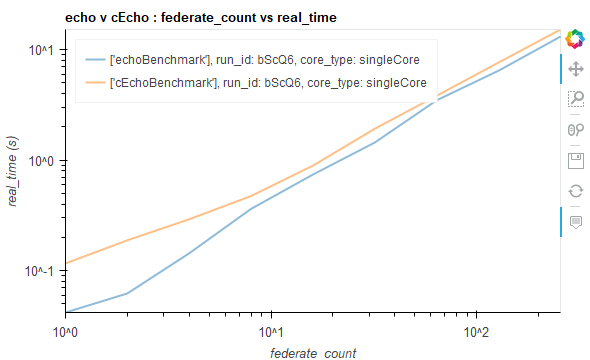 echo v cEcho : federate_count vs real_time
10^1
['echoBenchmark'], run_id: bScQ6, core_type: singleCore
['cEchoBenchmark'], run_id: bScQ6, core_type: singleCore
real_time (s)
10^0
10^-1
10^0
10^1
10^2
federate_count